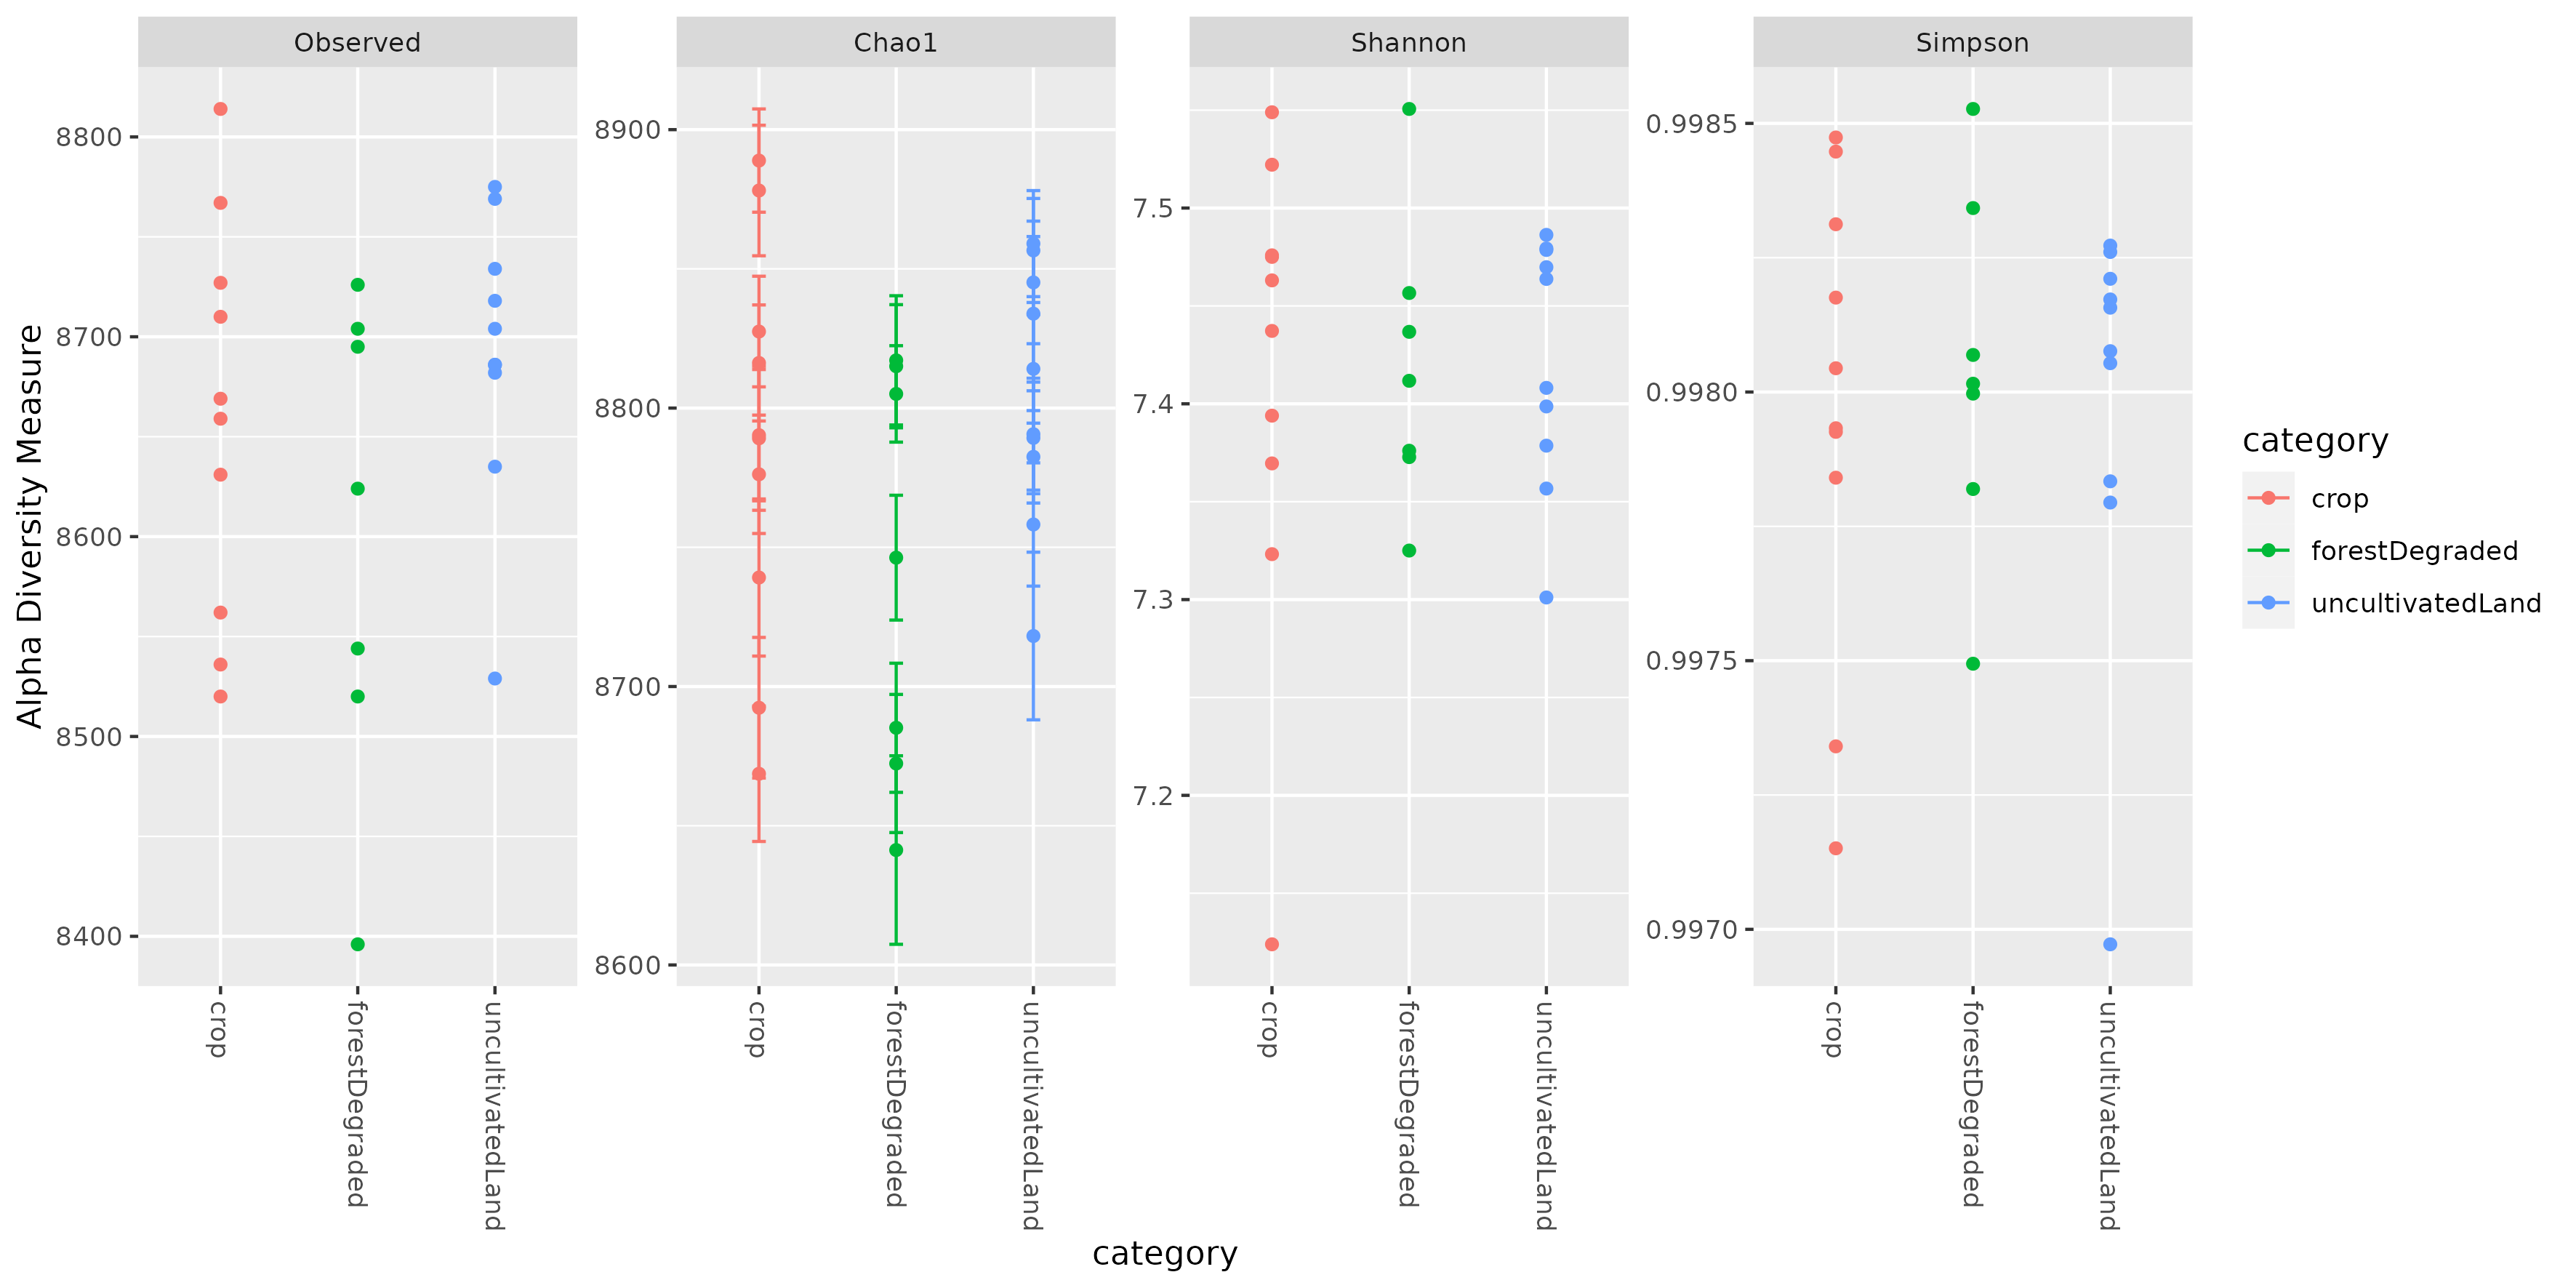 Observed
Chao1
Shannon
Simpson
Alpha Diversity Measure
8800
8700
8600
8500
8400
8900
8800
8700
8600
7.5
7.4
7.3
7.2
0.9985
0.9980
0.9975
0.9970
crop
forestDegraded
uncultivatedLand
crop
forestDegraded
uncultivatedLand
crop
forestDegraded
uncultivatedLand
crop
forestDegraded
uncultivatedLand
category
category
crop
forestDegraded
uncultivatedLand